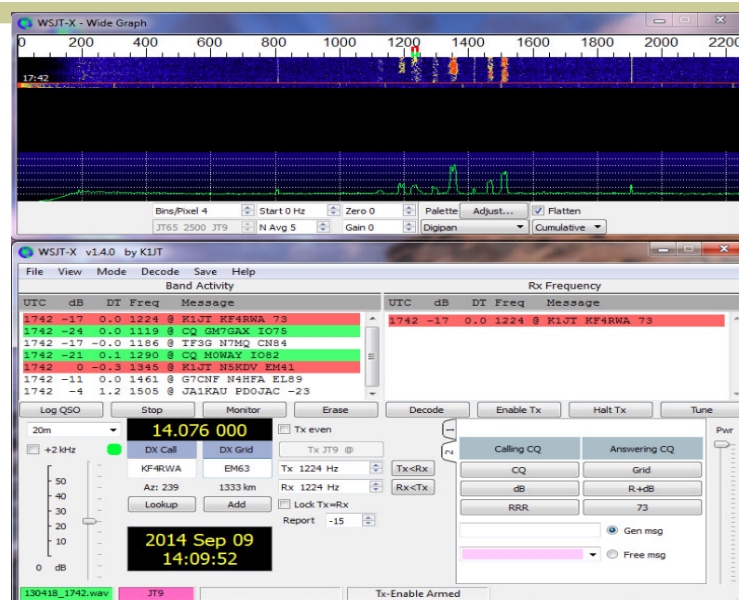 WSJT-X - Wide Graph
0 200 400 600 800 1000 1200 1400 1600 1800 2000 2200
17:42
Bins/Pixel 4 Start 0 Hz Zero 0 Palette Adjust... Flatten
JT65 2500 JT9 N Avg 5 Gain 0 Digipan Cumulative
WSJT-X v1.4.0 by K1JT
File View Mode Decode Save Help
Band Activity Rx Frequency
UTC dB DT Freq Message UTC dB DT Freq Message
1742 -17 0.0 1224 @ K1JT KF4RWA 73 1742 -17 0.0 1224 @ K1JT KF4RWA 73
1742 -24 0.0 1119 @ CQ GM7GAX IO75
1742 -17 -0.0 1186 @ TF3G N7MQ CN84
1742 -21 0.1 1290 @ CQ M0WAY IO82
1742 0 -0.3 1345 @ K1JT N5KDV EM41
1742 -11 0.0 1461 @ G7CNF N4HFA EL89
1742 -4 1.2 1505 @ JA1KAU PD0JAC -23
Log QSO Stop Monitor Erase Decode Enable Tx Halt Tx Tune
20m 14.076 000 Tx even 1 Pwr
+2 kHz DX Call DX Grid Tx JT9 @ 2 Calling CQ Answering CQ
KF4RWA EM63 Tx 1224 Hz Tx<Rx CQ Grid
50 Az: 239 1333 km Rx 1224 Hz Rx<Tx dB R+dB
40 Lookup Add Lock Tx=Rx RRR 73
30 Report -15
20 2014 Sep 09 Gen msg
10 14:09:52 Free msg
0 dB
130418_1742.wav JT9 Tx-Enable Armed